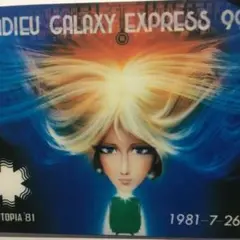 ADIEU GALAXY EXPRESS 99
TOPIA'81
1981-7-26